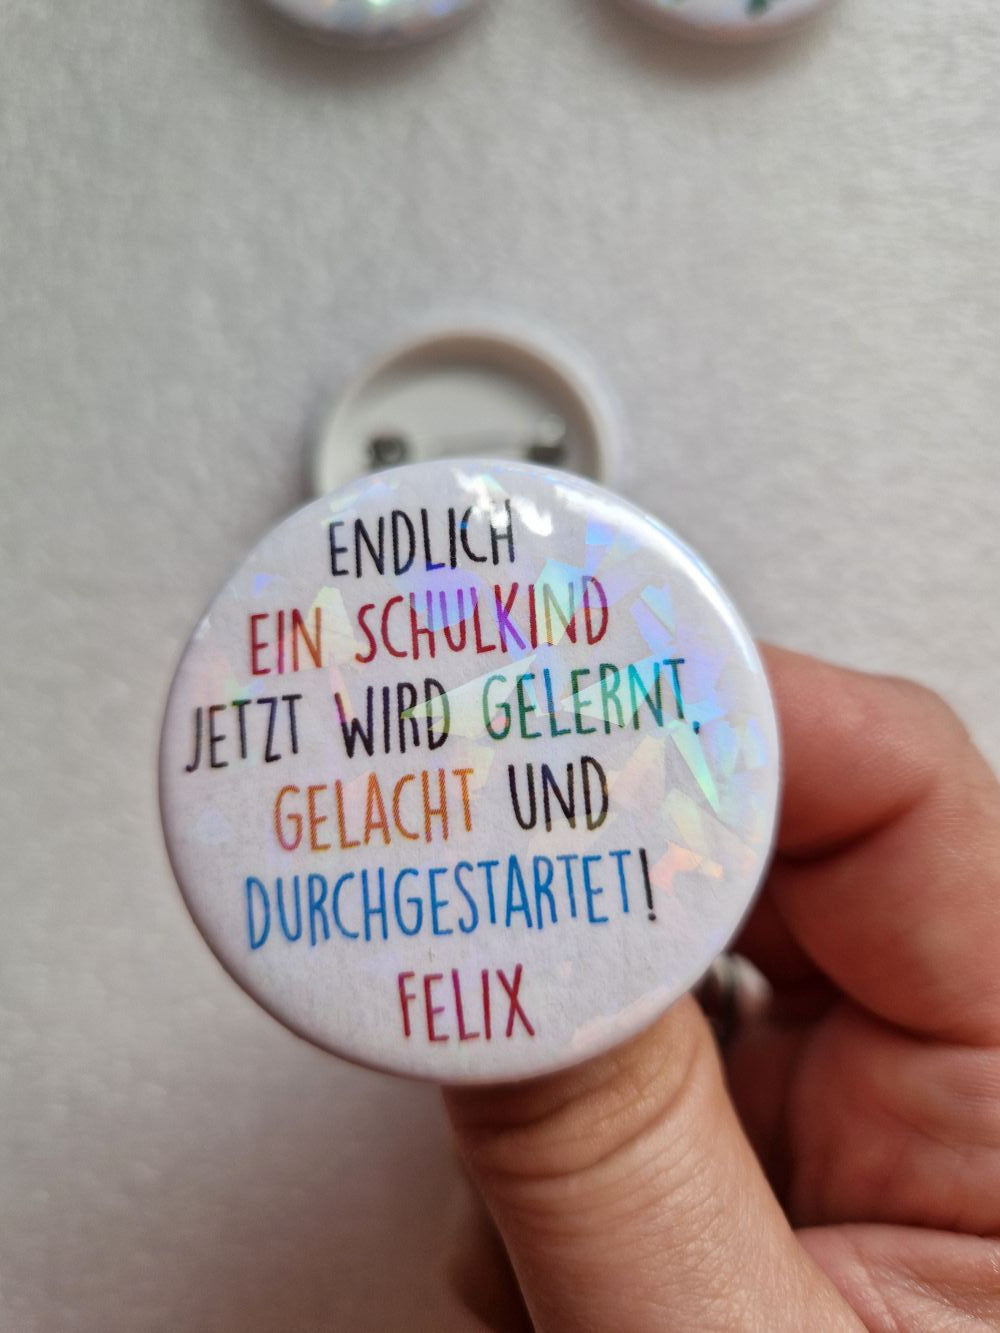 ENDLICH
EIN SCHULKIND
JETZT WIRD GELERNT,
GELACHT UND
DURCHGESTARTET!
FELIX